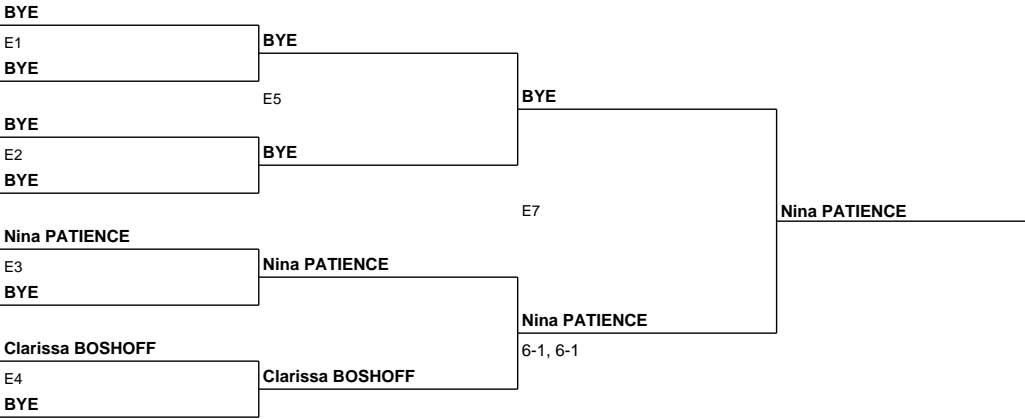 BYE
E1
BYE
BYE
E5
BYE
BYE
E2
BYE
BYE
E7
Nina PATIENCE
Nina PATIENCE
E3
Nina PATIENCE
BYE
Nina PATIENCE
6-1, 6-1
Clarissa BOSHOFF
E4
Clarissa BOSHOFF
BYE